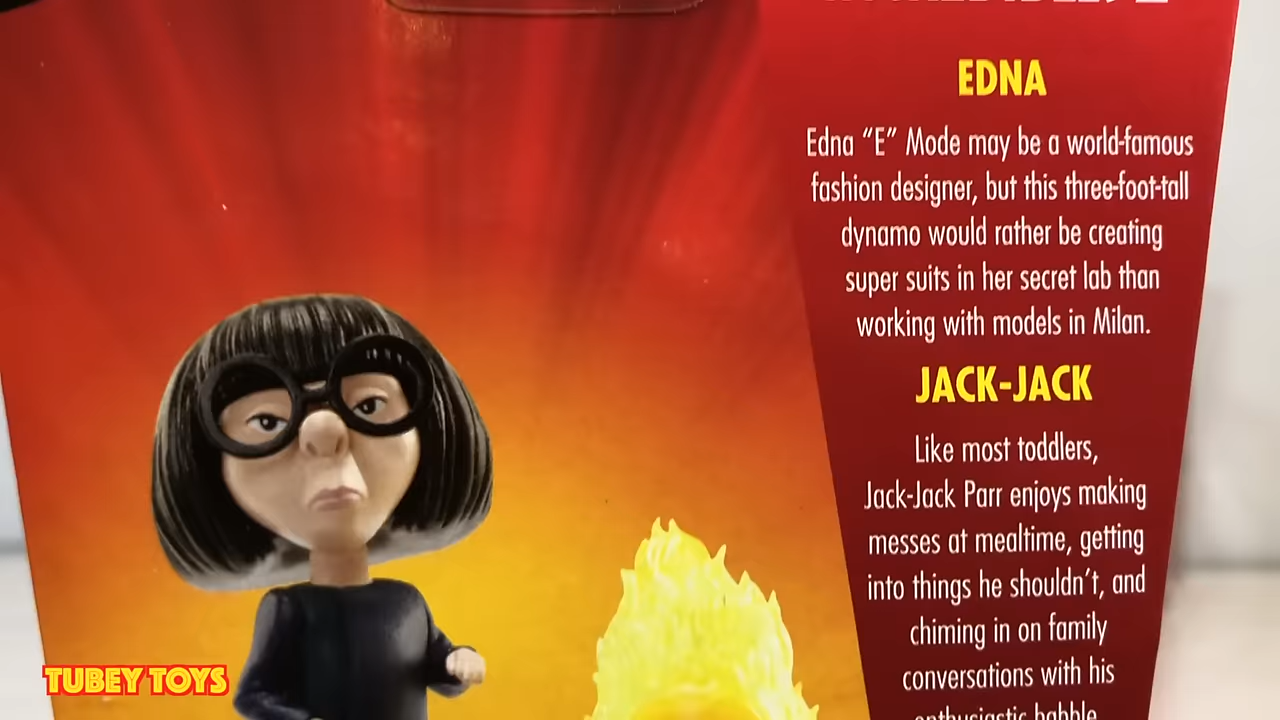 EDNA
Edna “E” Mode may be a world-famous
fashion designer, but this three-foot-tall
dynamo would rather be creating
super suits in her secret lab than
working with models in Milan.
JACK-JACK
Like most toddlers,
Jack-Jack Parr enjoys making
messes at mealtime, getting
into things he shouldn’t, and
chiming in on family
conversations with his
enthusiastic babble.
TUBEY TOYS